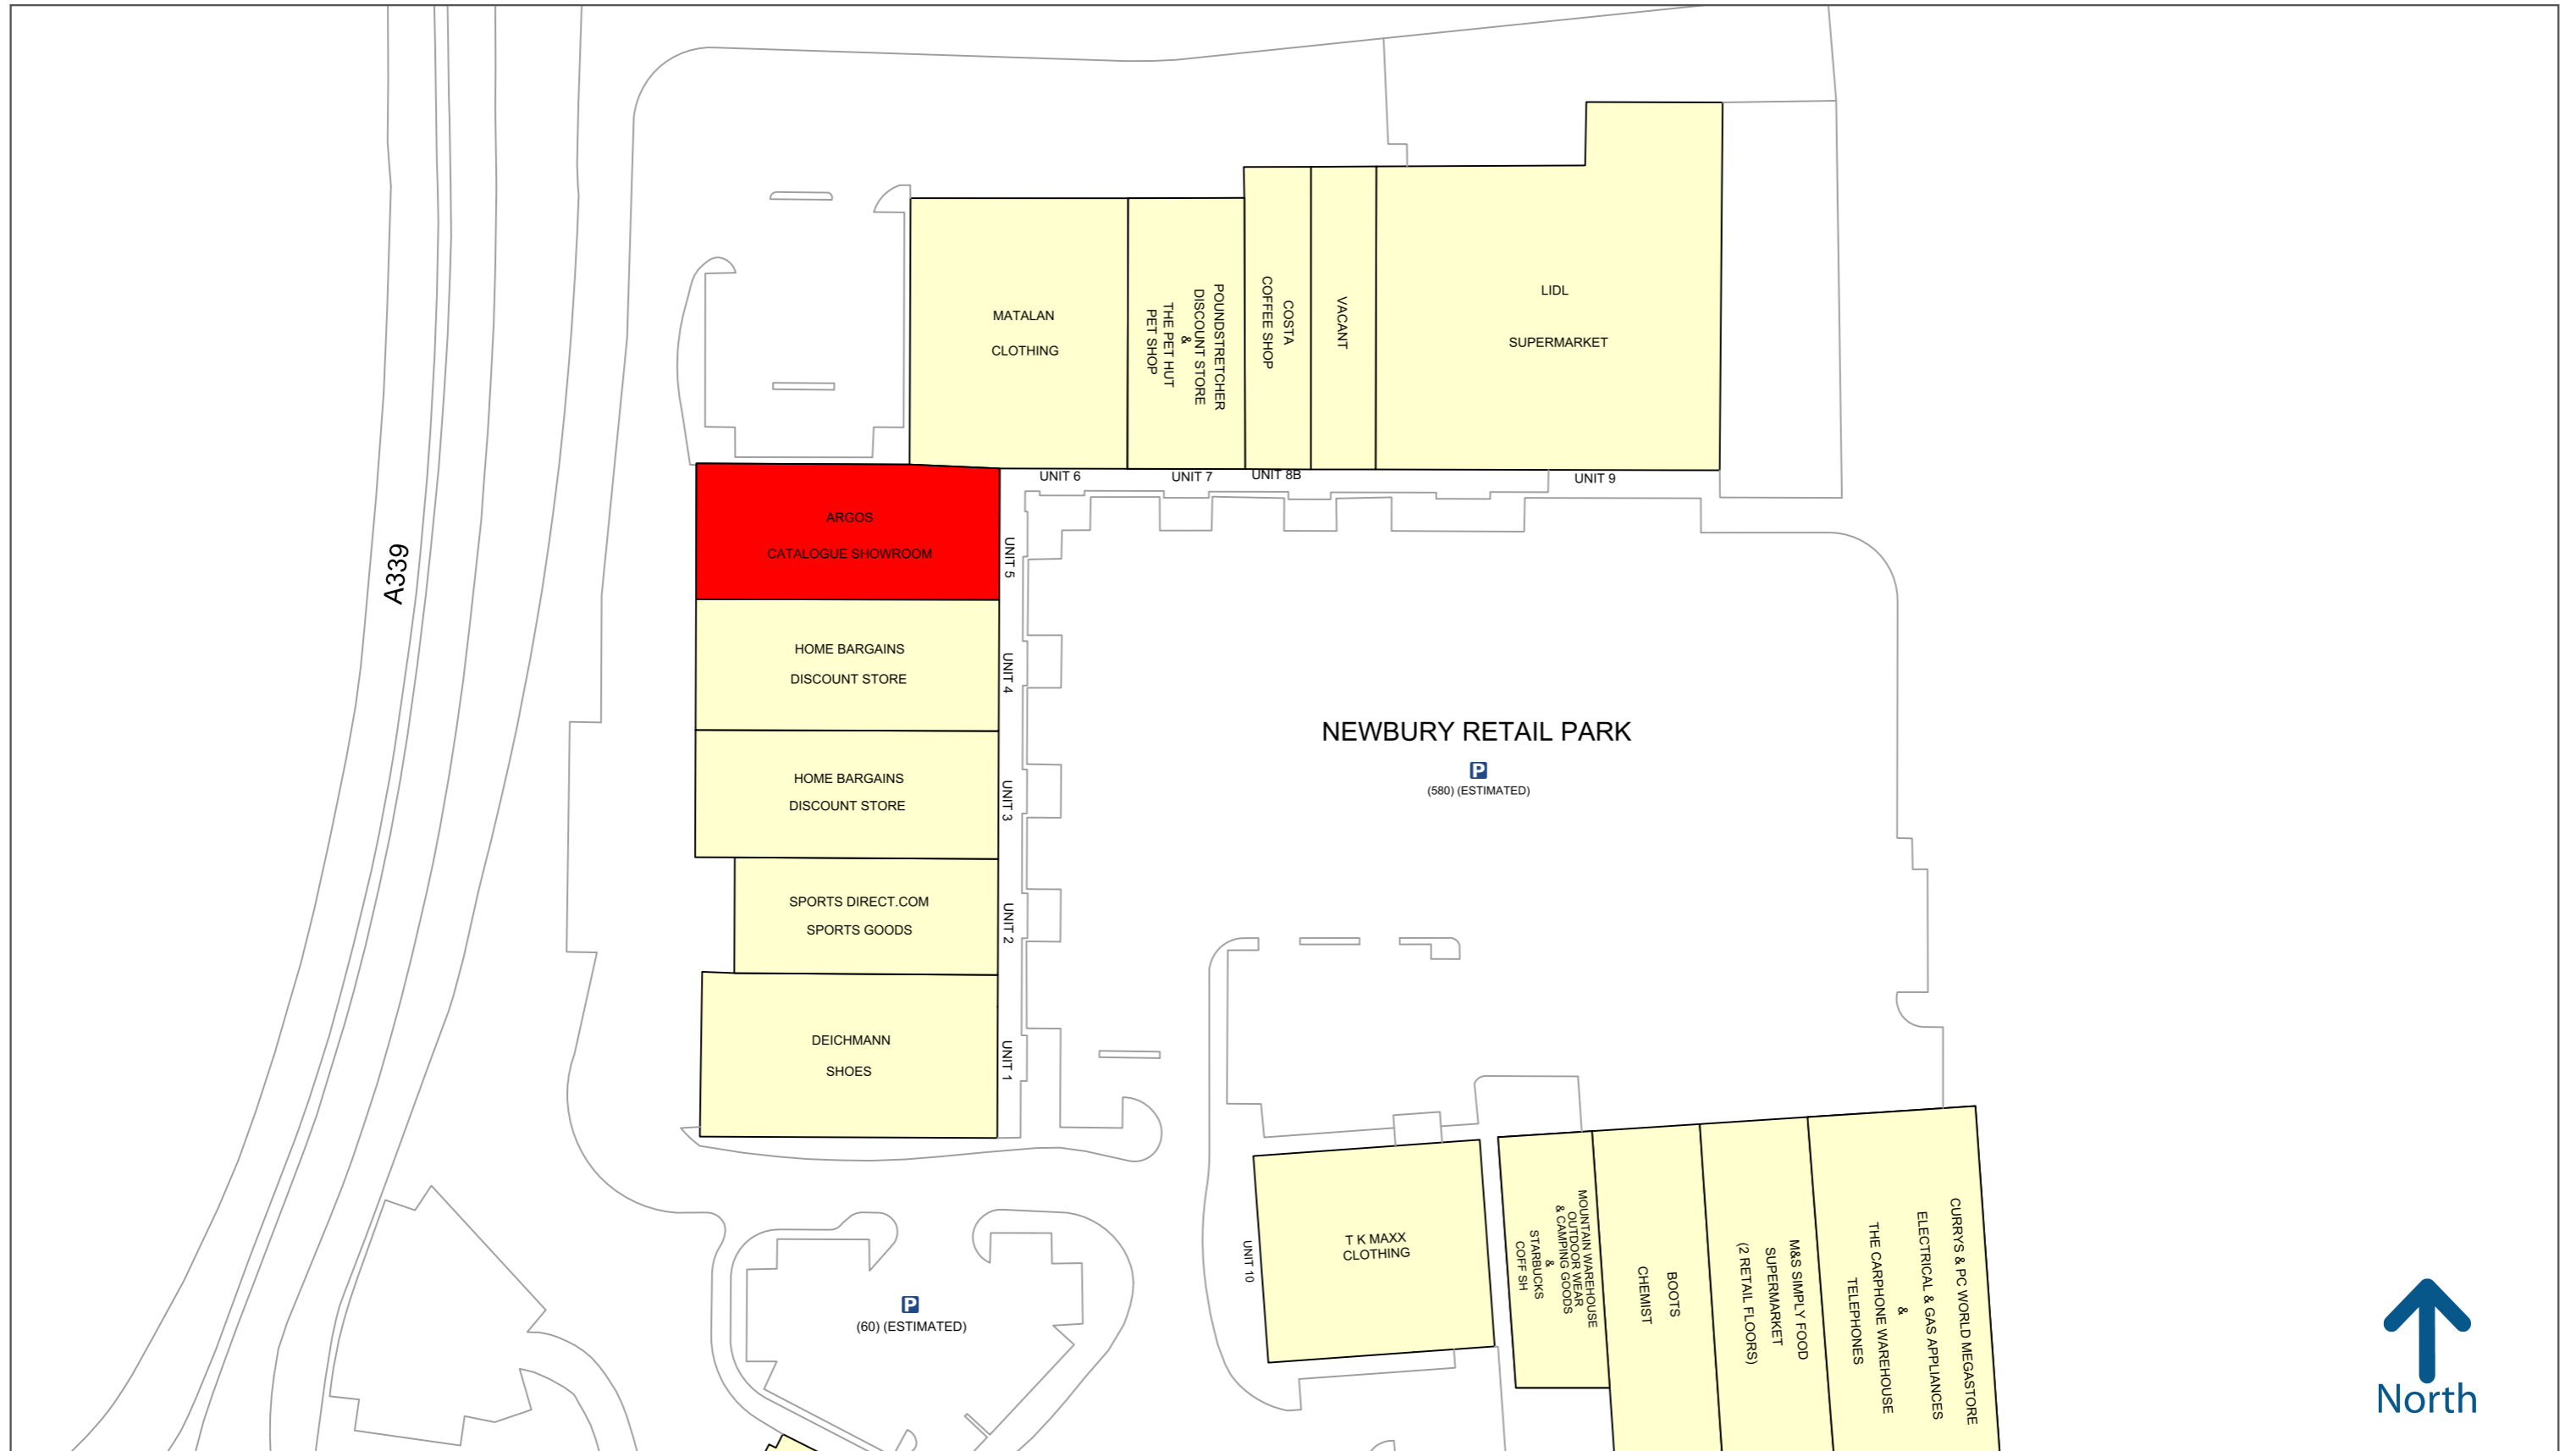 MATALAN
CLOTHING
POUNDSTRETCHER
DISCOUNT STORE
&
THE PET HUT
PET SHOP
COSTA
COFFEE SHOP
VACANT
LIDL
SUPERMARKET
UNIT 6
UNIT 7
UNIT 8B
UNIT 9
ARGOS
CATALOGUE SHOWROOM
UNIT 5
A339
HOME BARGAINS
DISCOUNT STORE
UNIT 4
NEWBURY RETAIL PARK
P
(580) (ESTIMATED)
HOME BARGAINS
DISCOUNT STORE
UNIT 3
SPORTS DIRECT.COM
SPORTS GOODS
UNIT 2
DEICHMANN
SHOES
UNIT 1
P
(60) (ESTIMATED)
UNIT 10
T K MAXX
CLOTHING
MOUNTAIN WAREHOUSE
OUTDOOR WEAR
& CAMPING GOODS
&
STARBUCKS
COFF SH
BOOTS
CHEMIST
M&S SIMPLY FOOD
SUPERMARKET
(2 RETAIL FLOORS)
CURRYS & PC WORLD MEGASTORE
ELECTRICAL & GAS APPLIANCES
&
THE CARPHONE WAREHOUSE
TELEPHONES
North